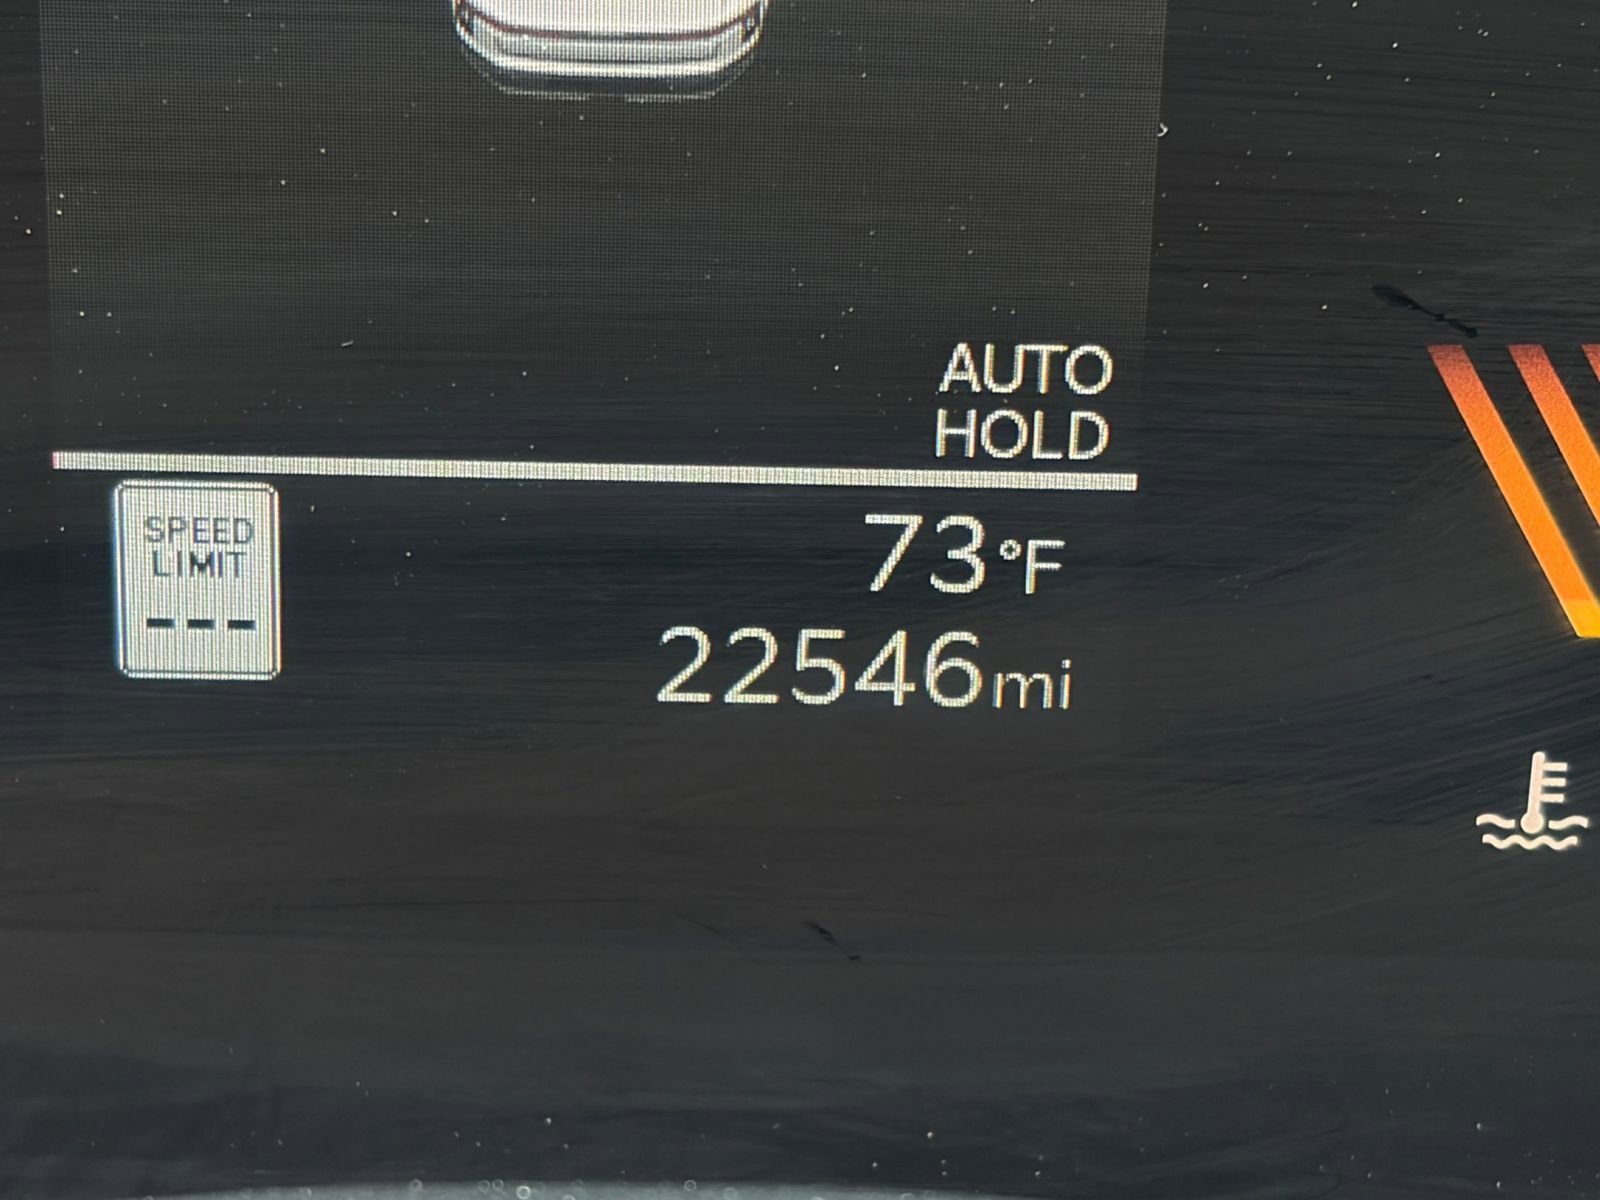 AUTO
HOLD
SPEED
LIMIT
---
73°F
22546mi